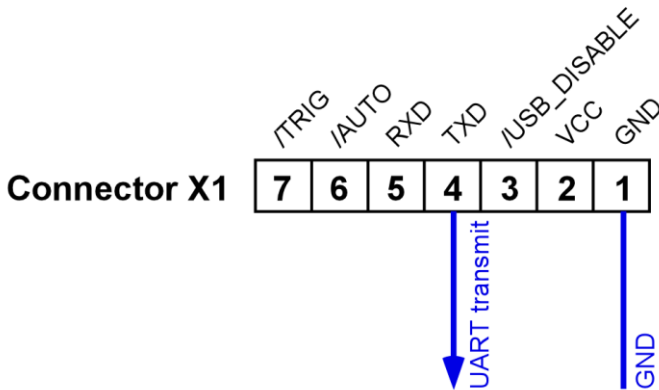 /TRIG
/AUTO
RXD
TXD
/USB_DISABLE
VCC
GND
Connector X1 7 6 5 4 3 2 1
UART transmit
GND